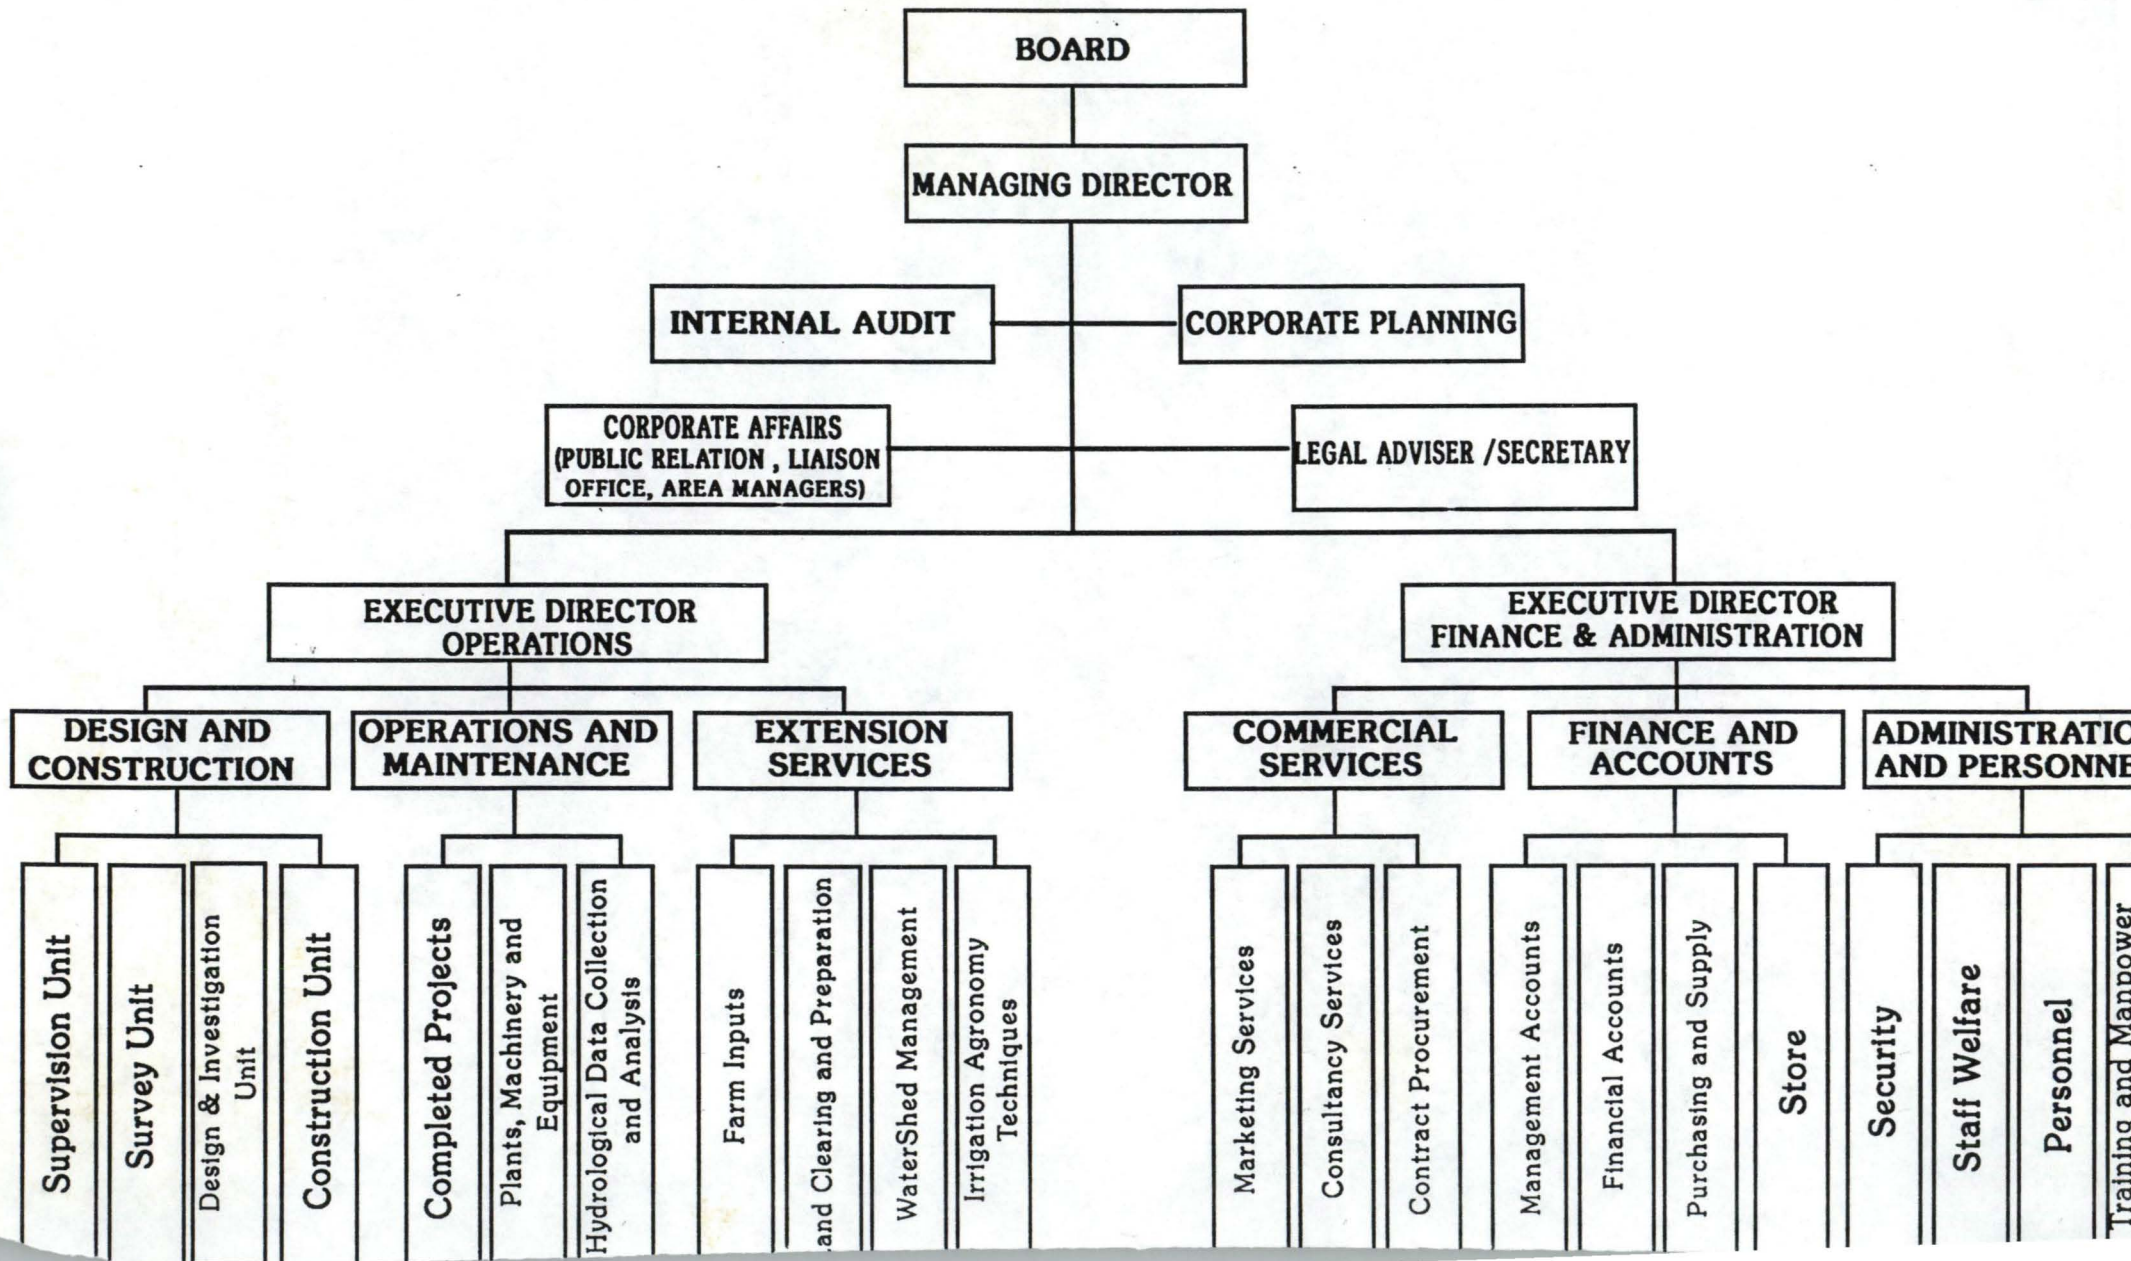 BOARD
MANAGING DIRECTOR
INTERNAL AUDIT
CORPORATE PLANNING
CORPORATE AFFAIRS
(PUBLIC RELATION , LIAISON
OFFICE, AREA MANAGERS)
LEGAL ADVISER /SECRETARY
EXECUTIVE DIRECTOR
OPERATIONS
EXECUTIVE DIRECTOR
FINANCE & ADMINISTRATION
DESIGN AND
CONSTRUCTION
OPERATIONS AND
MAINTENANCE
EXTENSION
SERVICES
COMMERCIAL
SERVICES
FINANCE AND
ACCOUNTS
ADMINISTRATIO
AND PERSONNE
Supervision Unit
Survey Unit
Design & Investigation
Unit
Construction Unit
Completed Projects
Plants, Machinery and
Equipment
Hydrological Data Collection
and Analysis
Farm Inputs
and Clearing and Preparation
WaterShed Management
Irrigation Agronomy
Techniques
Marketing Services
Consultancy Services
Contract Procurement
Management Accounts
Financial Accounts
Purchasing and Supply
Store
Security
Staff Welfare
Personnel
Training and Manpower